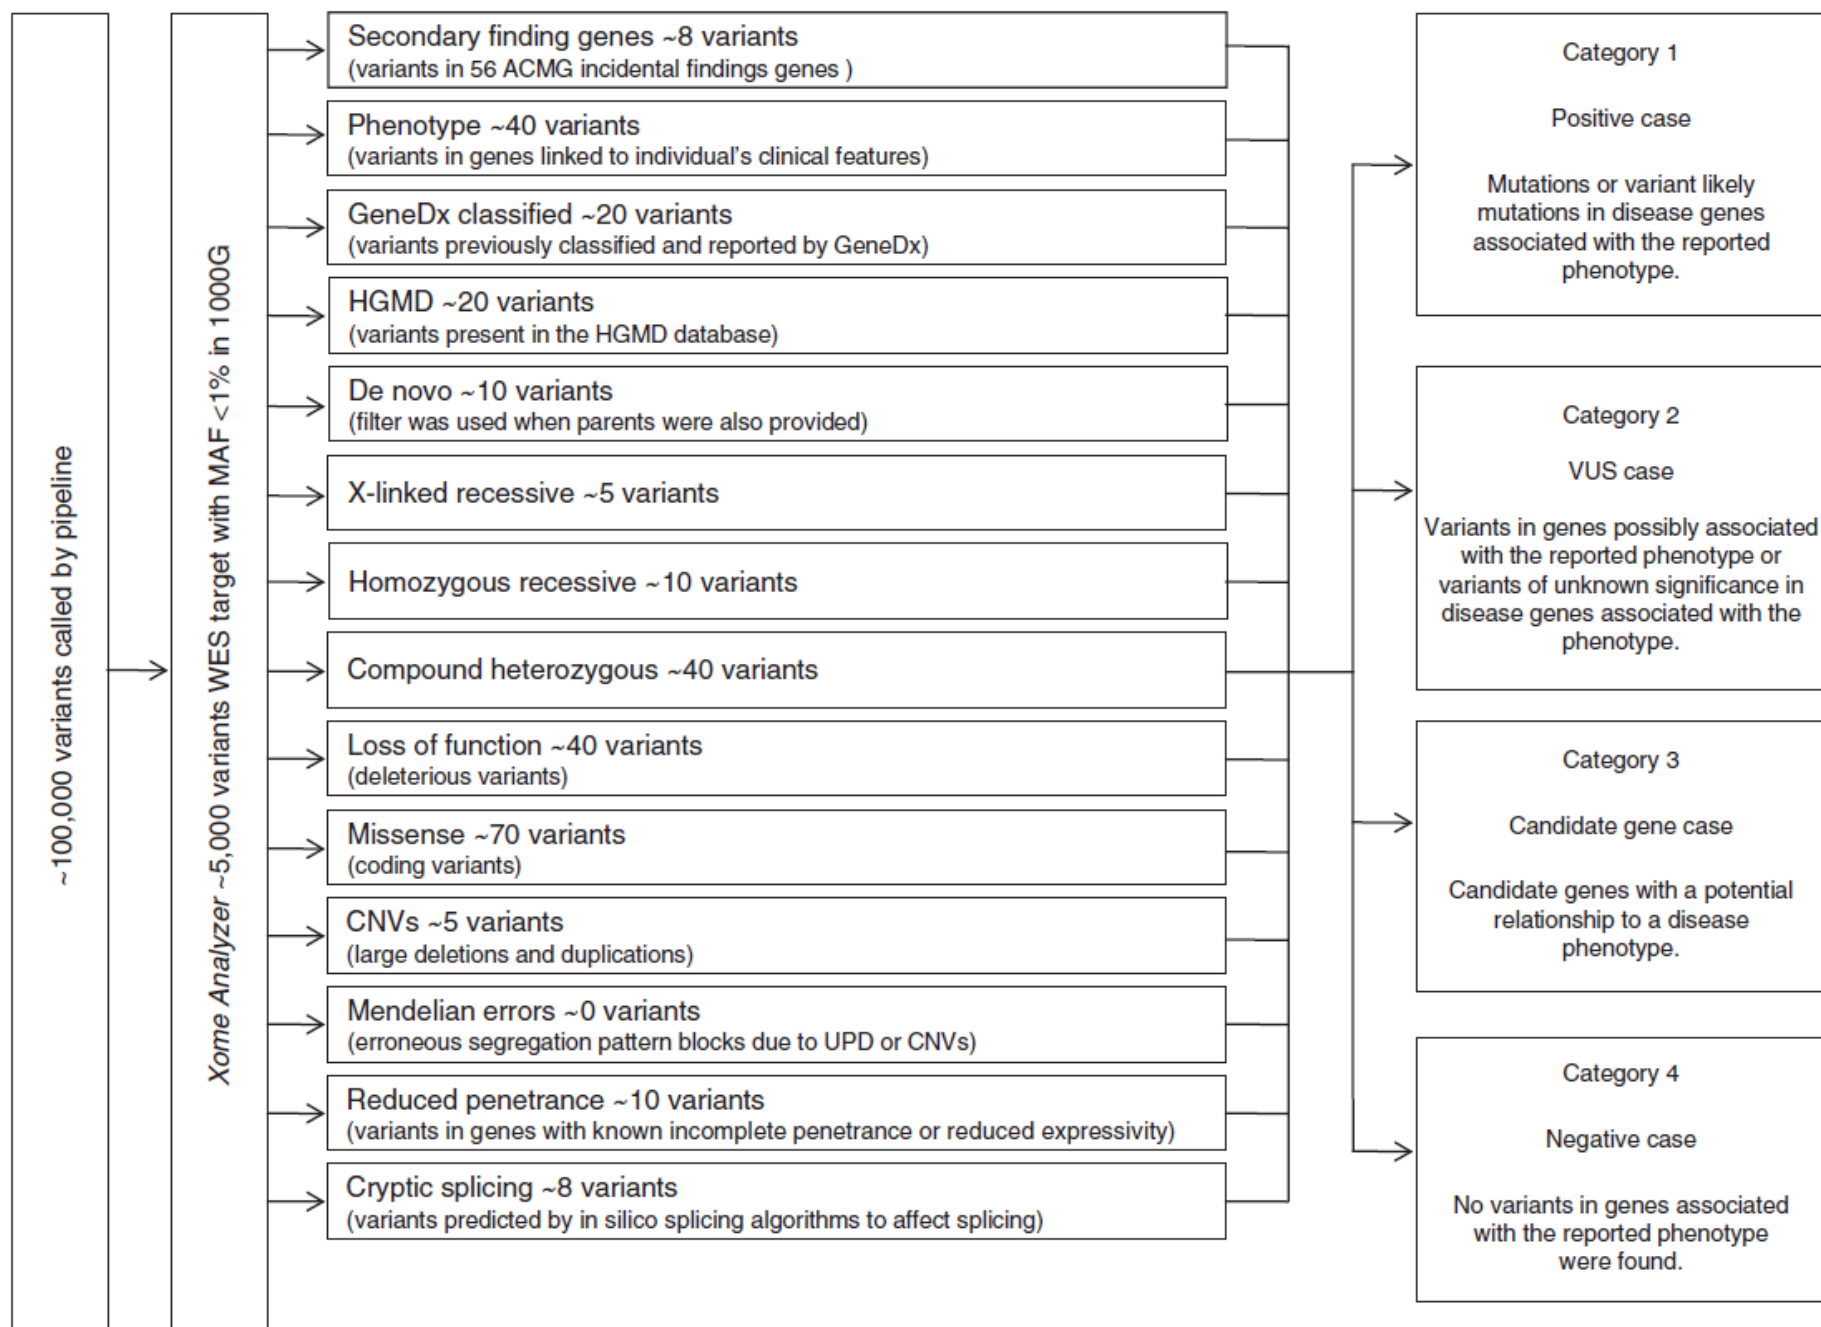 ~100,000 variants called by pipeline
Xome Analyzer ~5,000 variants WES target with MAF <1% in 1000G
Secondary finding genes ~8 variants
(variants in 56 ACMG incidental findings genes )
Phenotype ~40 variants
(variants in genes linked to individual's clinical features)
GeneDx classified ~20 variants
(variants previously classified and reported by GeneDx)
HGMD ~20 variants
(variants present in the HGMD database)
De novo ~10 variants
(filter was used when parents were also provided)
X-linked recessive ~5 variants
Homozygous recessive ~10 variants
Compound heterozygous ~40 variants
Loss of function ~40 variants
(deleterious variants)
Missense ~70 variants
(coding variants)
CNVs ~5 variants
(large deletions and duplications)
Mendelian errors ~0 variants
(erroneous segregation pattern blocks due to UPD or CNVs)
Reduced penetrance ~10 variants
(variants in genes with known incomplete penetrance or reduced expressivity)
Cryptic splicing ~8 variants
(variants predicted by in silico splicing algorithms to affect splicing)
Category 1
Positive case
Mutations or variant likely
mutations in disease genes
associated with the reported
phenotype.
Category 2
VUS case
Variants in genes possibly associated
with the reported phenotype or
variants of unknown significance in
disease genes associated with the
phenotype.
Category 3
Candidate gene case
Candidate genes with a potential
relationship to a disease
phenotype.
Category 4
Negative case
No variants in genes associated
with the reported phenotype
were found.